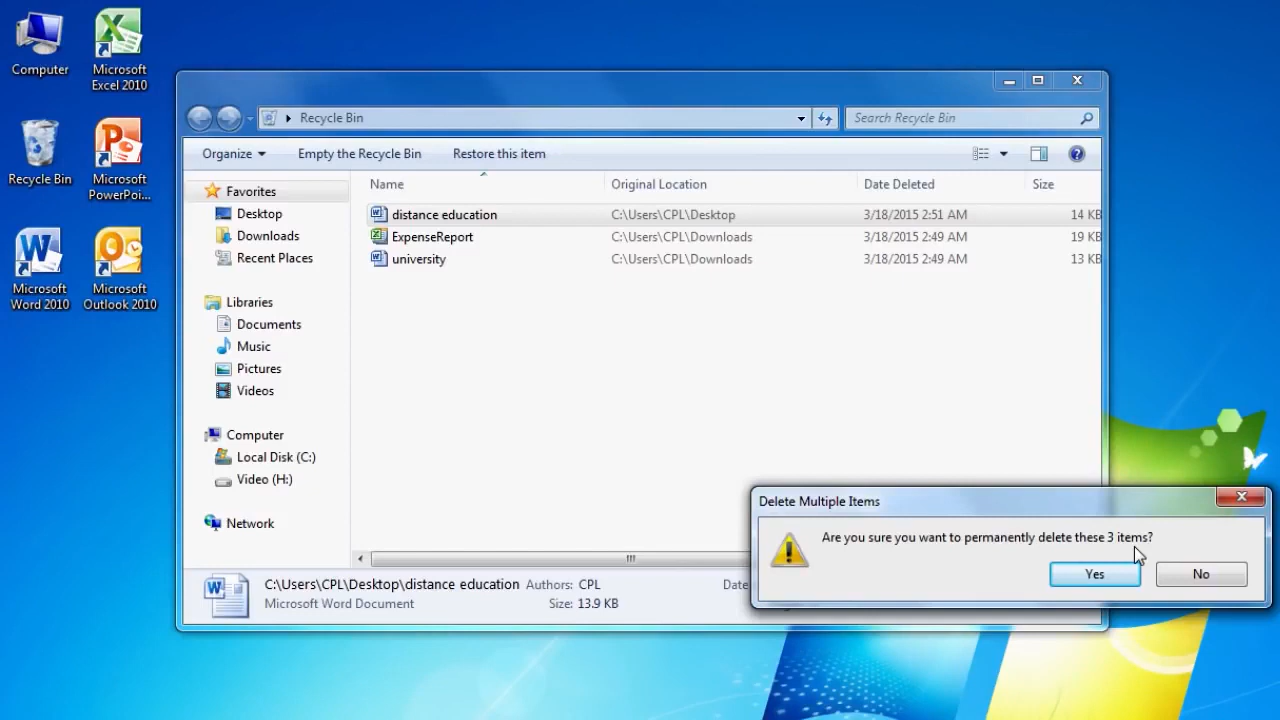 Computer
Microsoft
Excel 2010
Recycle Bin
Microsoft
PowerPoi...
Microsoft
Word 2010
Microsoft
Outlook 2010
Recycle Bin
Search Recycle Bin
Organize
Empty the Recycle Bin
Restore this item
Favorites
Desktop
Downloads
Recent Places
Libraries
Documents
Music
Pictures
Videos
Computer
Local Disk (C:)
Video (H:)
Network
Name Original Location Date Deleted Size
distance education C:\Users\CPL\Desktop 3/18/2015 2:51 AM 14 KB
ExpenseReport C:\Users\CPL\Downloads 3/18/2015 2:49 AM 19 KB
university C:\Users\CPL\Downloads 3/18/2015 2:49 AM 13 KB
C:\Users\CPL\Desktop\distance education Authors: CPL Date
Microsoft Word Document Size: 13.9 KB
Delete Multiple Items
Are you sure you want to permanently delete these 3 items?
Yes No